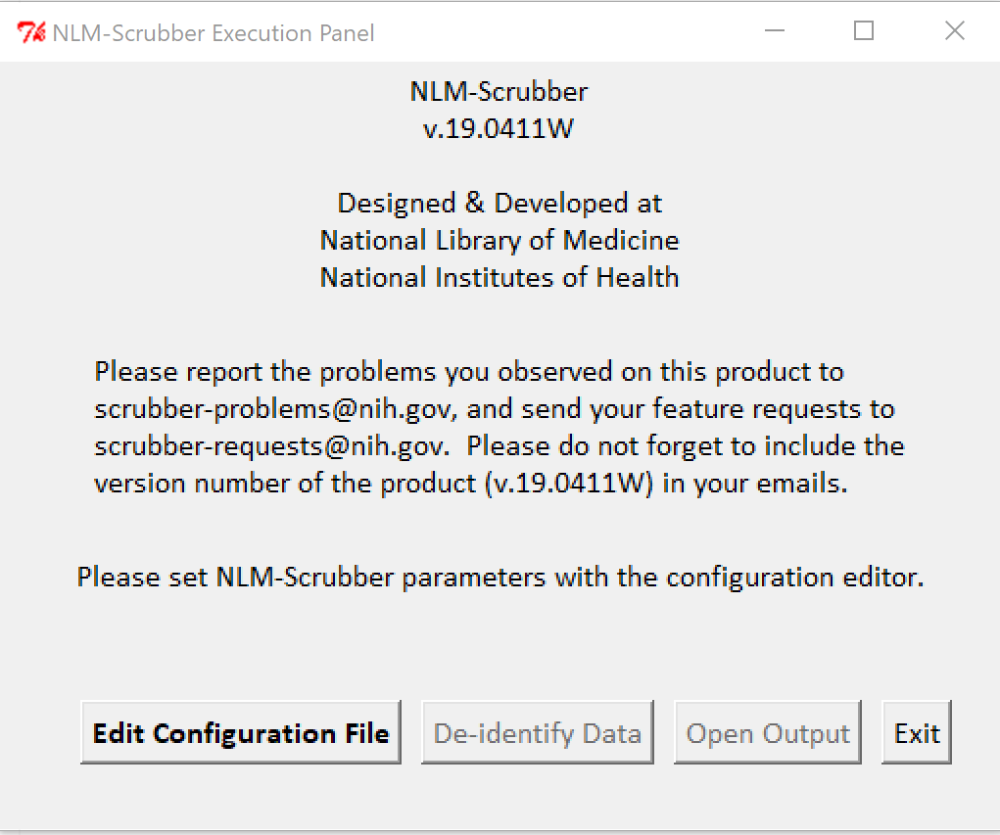 NLM-Scrubber Execution Panel
NLM-Scrubber
v.19.0411W
Designed & Developed at
National Library of Medicine
National Institutes of Health
Please report the problems you observed on this product to
scrubber-problems@nih.gov, and send your feature requests to
scrubber-requests@nih.gov.  Please do not forget to include the
version number of the product (v.19.0411W) in your emails.
Please set NLM-Scrubber parameters with the configuration editor.
Edit Configuration File De-identify Data Open Output Exit